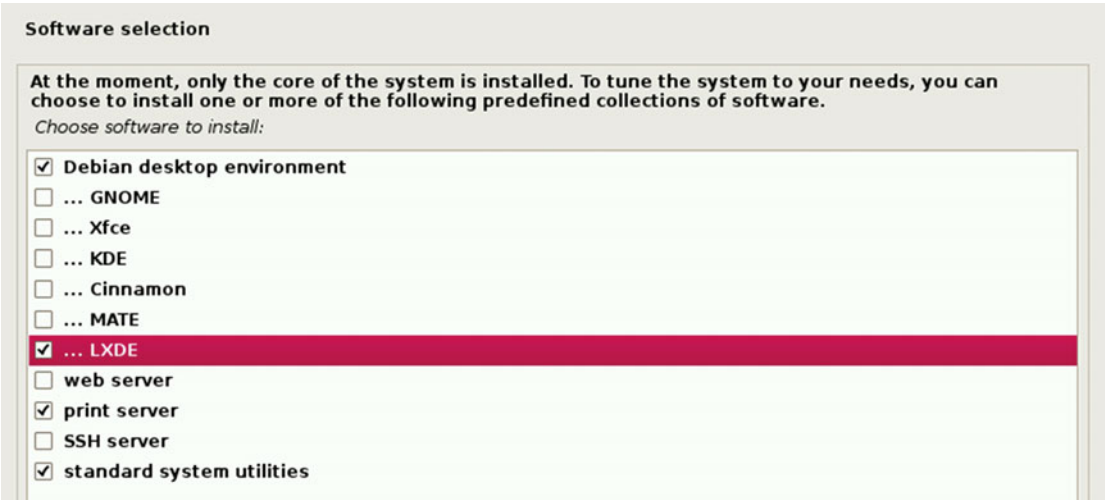 Software selection
At the moment, only the core of the system is installed. To tune the system to your needs, you can
choose to install one or more of the following predefined collections of software.
Choose software to install:
Debian desktop environment
... GNOME
... Xfce
... KDE
... Cinnamon
... MATE
... LXDE
web server
print server
SSH server
standard system utilities